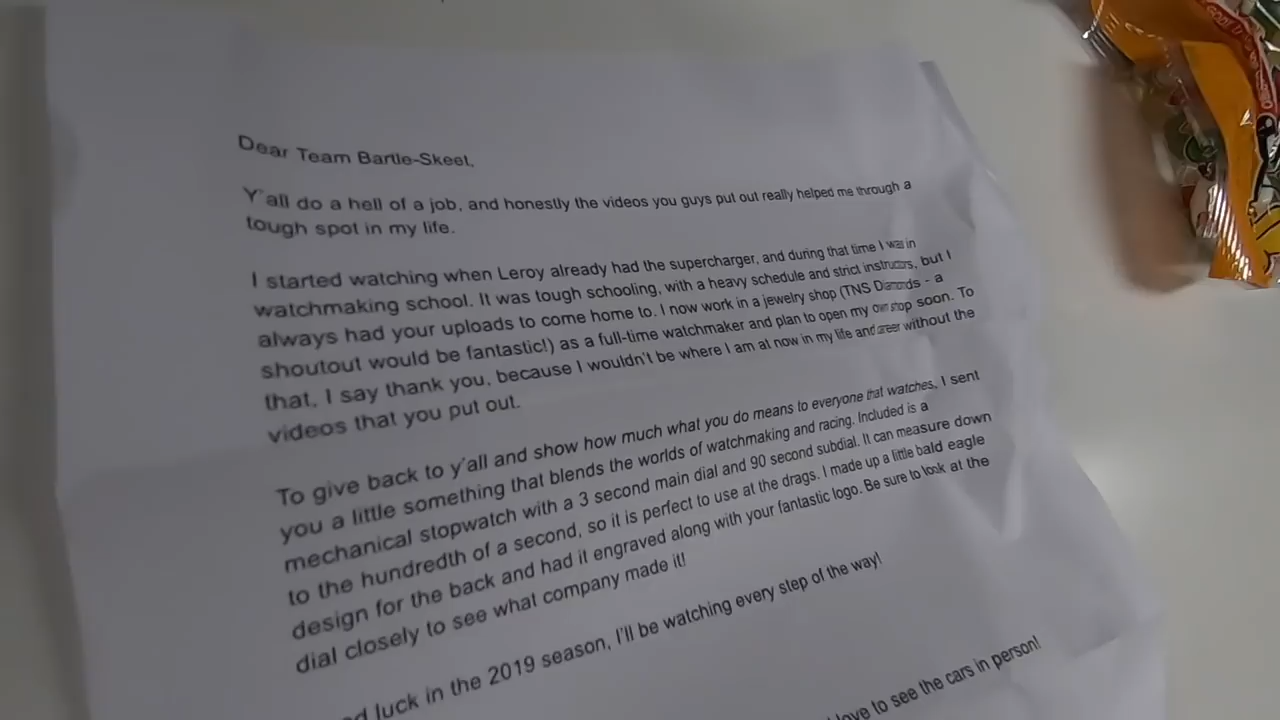 Dear Team Bartle-Skeet,
Y'all do a hell of a job, and honestly the videos you guys put out really helped me through a
tough spot in my life.
I started watching when Leroy already had the supercharger, and during that time I was in
watchmaking school. It was tough schooling, with a heavy schedule and strict instructors, but I
always had your uploads to come home to. I now work in a jewelry shop (TNS Diamonds - a
shoutout would be fantastic!) as a full-time watchmaker and plan to open my own shop soon. To
that, I say thank you, because I wouldn't be where I am at now in my life and career without the
videos that you put out.
To give back to y'all and show how much what you do means to everyone that watches, I sent
you a little something that blends the worlds of watchmaking and racing. Included is a
mechanical stopwatch with a 3 second main dial and 90 second subdial. It can measure down
to the hundredth of a second, so it is perfect to use at the drags. I made up a little bald eagle
design for the back and had it engraved along with your fantastic logo. Be sure to look at the
dial closely to see what company made it!
luck in the 2019 season, I'll be watching every step of the way!
love to see the cars in person!